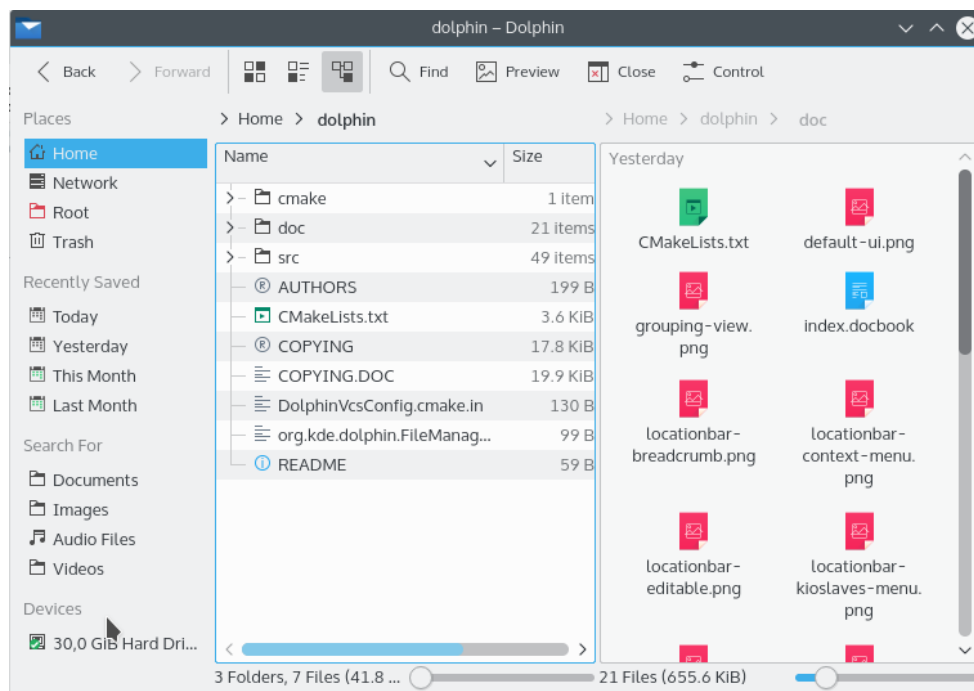 dolphin – Dolphin
Back
Forward
Find
Preview
Close
Control
Places
Home
Network
Root
Trash
Recently Saved
Today
Yesterday
This Month
Last Month
Search For
Documents
Images
Audio Files
Videos
Devices
30,0 GiB Hard Dri...
> Home > dolphin
Name Size
cmake 1 item
doc 21 items
src 49 items
AUTHORS 199 B
CMakeLists.txt 3.6 KiB
COPYING 17.8 KiB
COPYING.DOC 19.9 KiB
DolphinVcsConfig.cmake.in 130 B
org.kde.dolphin.FileManag... 99 B
README 59 B
3 Folders, 7 Files (41.8 ...
> Home > dolphin > doc
Yesterday
CMakeLists.txt
default-ui.png
grouping-view.
png
index.docbook
locationbar-
breadcrumb.png
locationbar-
context-menu.
png
locationbar-
editable.png
locationbar-
kioslaves-menu.
png
21 Files (655.6 KiB)